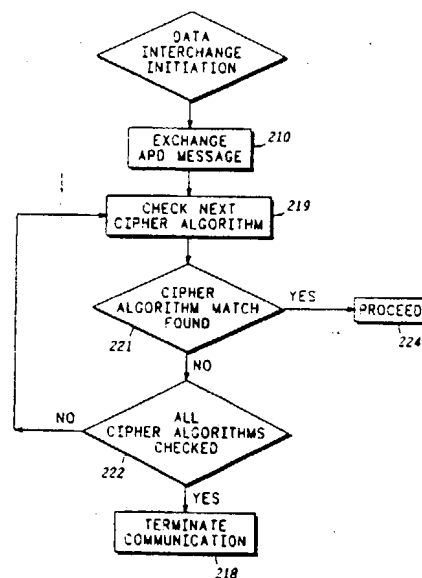 DATA
INTERCHANGE
INITIATION
EXCHANGE
APD MESSAGE
210
CHECK NEXT
CIPHER ALGORITHM
219
CIPHER
ALGORITHM MATCH
FOUND
221
YES
PROCEED
224
NO
ALL
CIPHER ALGORITHMS
CHECKED
222
NO
YES
TERMINATE
COMMUNICATION
218